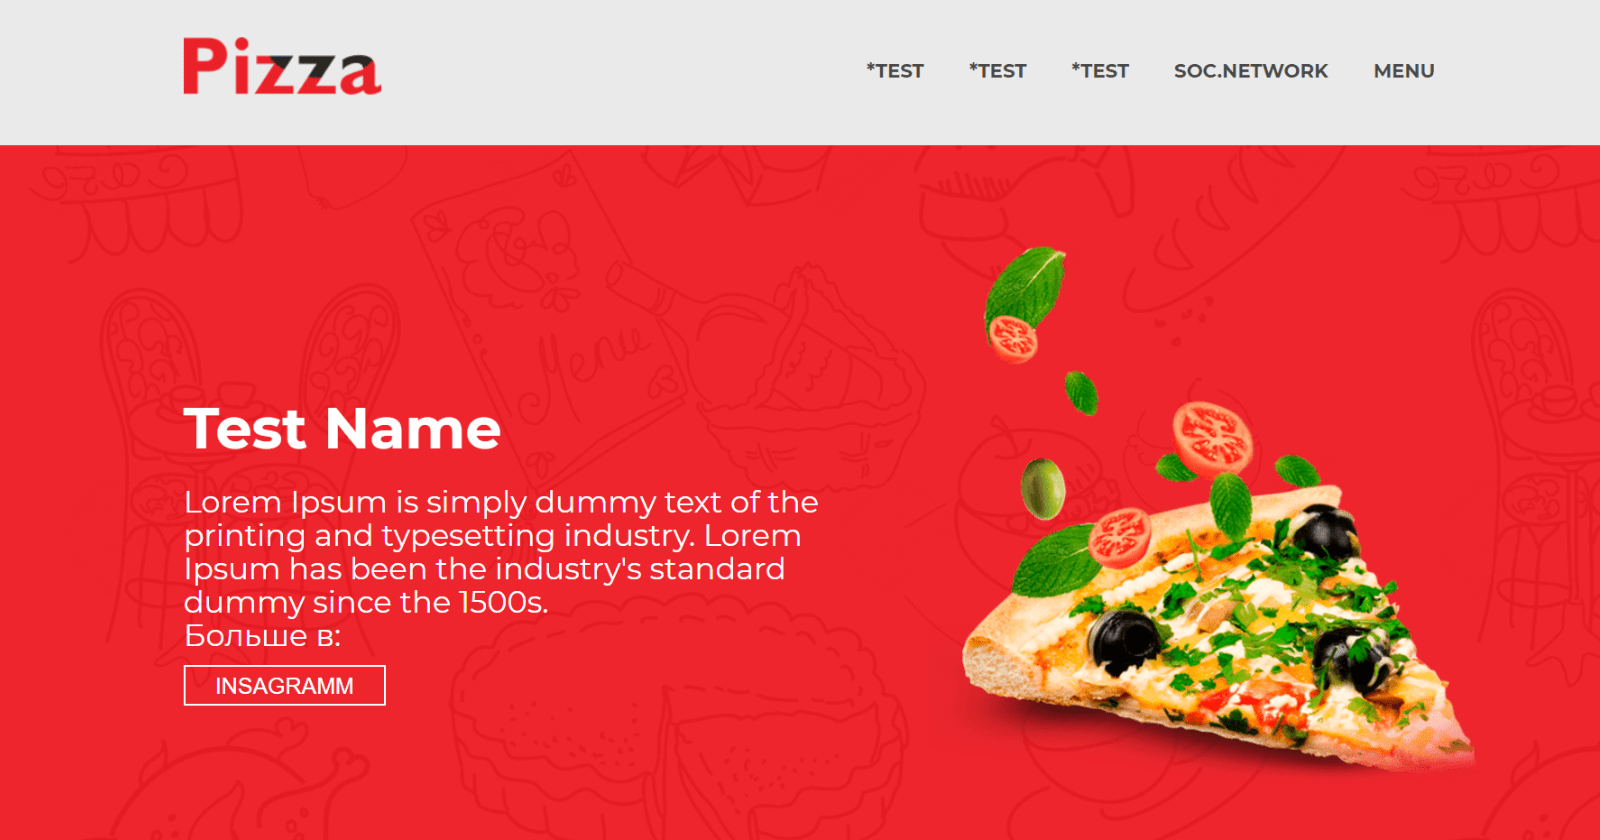 Pizza
*TEST *TEST *TEST SOC.NETWORK MENU
Menu
Test Name
Lorem Ipsum is simply dummy text of the
printing and typesetting industry. Lorem
Ipsum has been the industry's standard
dummy since the 1500s.
Больше в:
INSAGRAMM